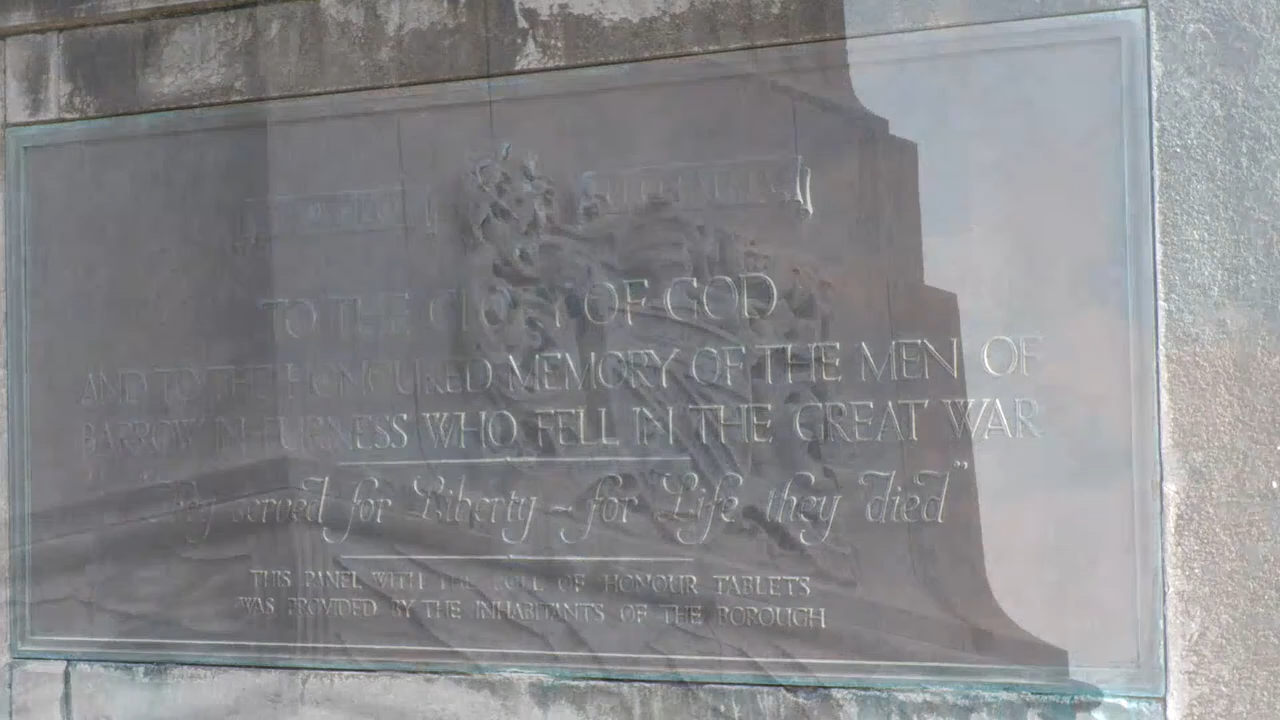 TO THE GLORY OF GOD
AND TO THE HONOURED MEMORY OF THE MEN OF
BARROW IN FURNESS WHO FELL IN THE GREAT WAR
"They served for Liberty - for Life they died"
THIS PANEL WITH THE ROLL OF HONOUR TABLETS
WAS PROVIDED BY THE INHABITANTS OF THE BOROUGH